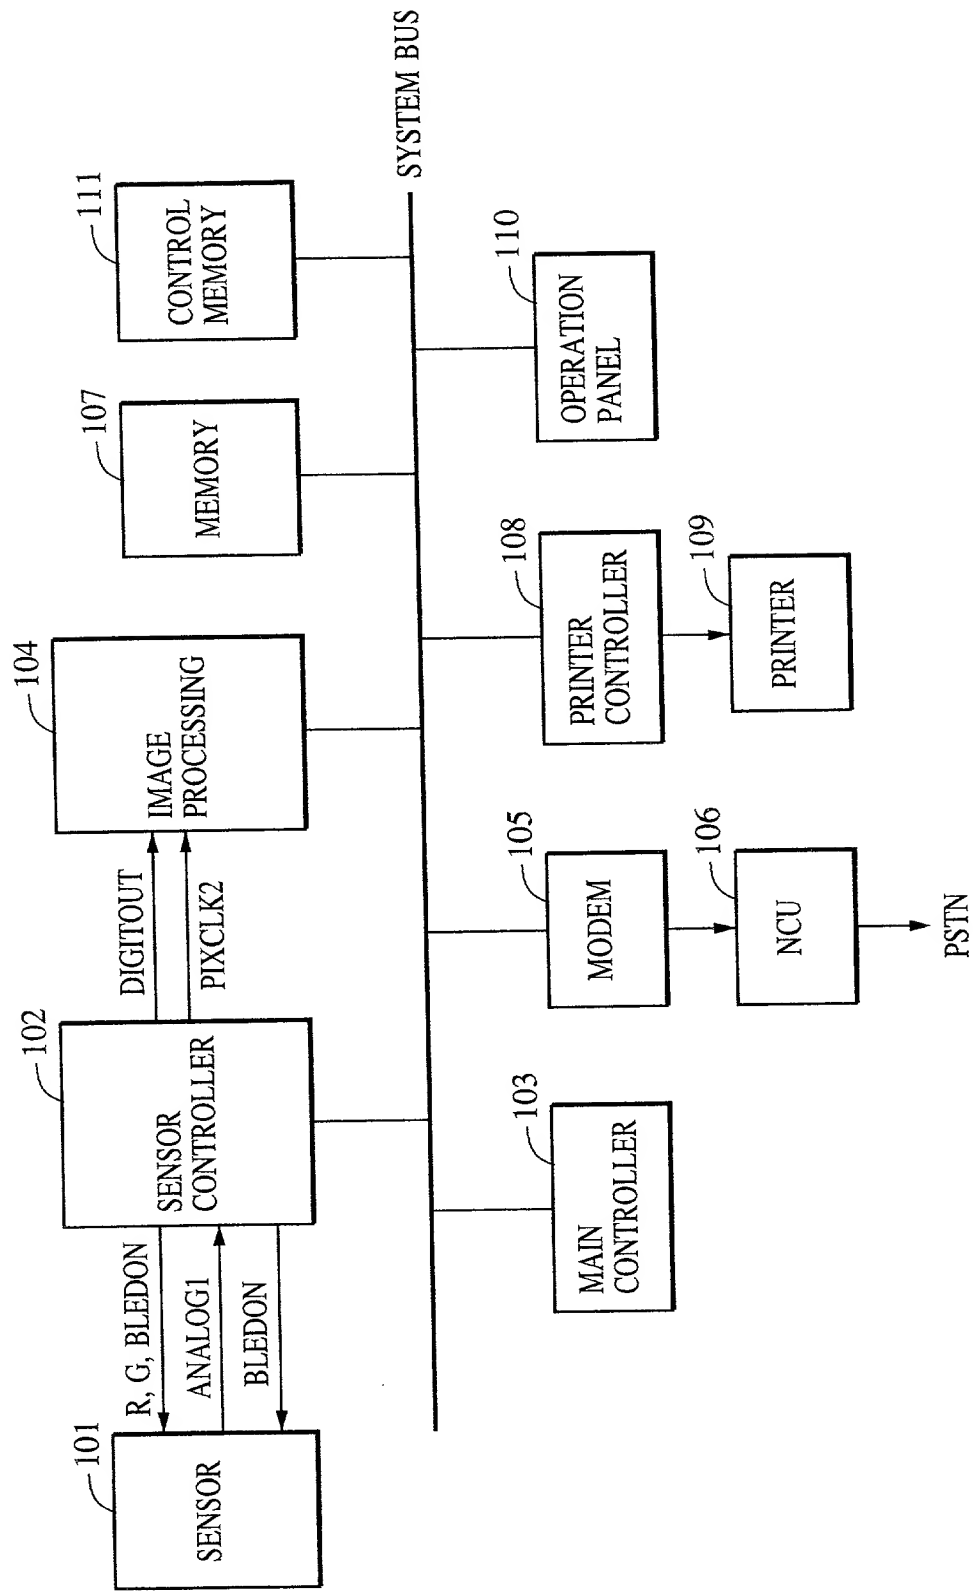 101
SENSOR
R, G, BLEDON
ANALOG1
BLEDON
102
SENSOR
CONTROLLER
DIGITOUT
PIXCLK2
104
IMAGE
PROCESSING
107
MEMORY
111
CONTROL
MEMORY
SYSTEM BUS
103
MAIN
CONTROLLER
105
MODEM
106
NCU
PSTN
108
PRINTER
CONTROLLER
109
PRINTER
110
OPERATION
PANEL